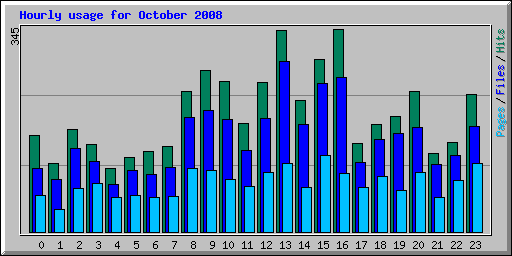 Hourly usage for October 2008
345
Pages/Files/Hits
0 1 2 3 4 5 6 7 8 9 10 11 12 13 14 15 16 17 18 19 20 21 22 23